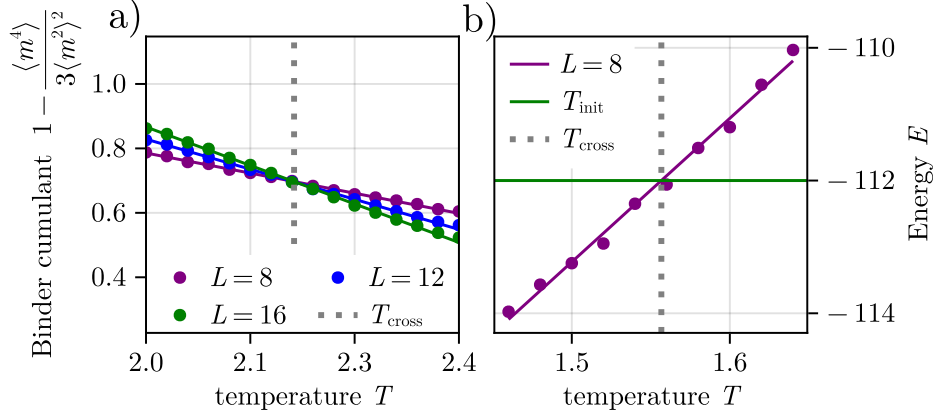 a)
Binder cumulant 1 − ⟨m⁴⟩ / 3⟨m²⟩²
1.0
0.8
0.6
0.4
L = 8
L = 12
L = 16
T_cross
2.0
2.1
2.3
2.4
temperature T
b)
L = 8
T_init
T_cross
−110
−112
−114
Energy E
1.5
1.6
temperature T